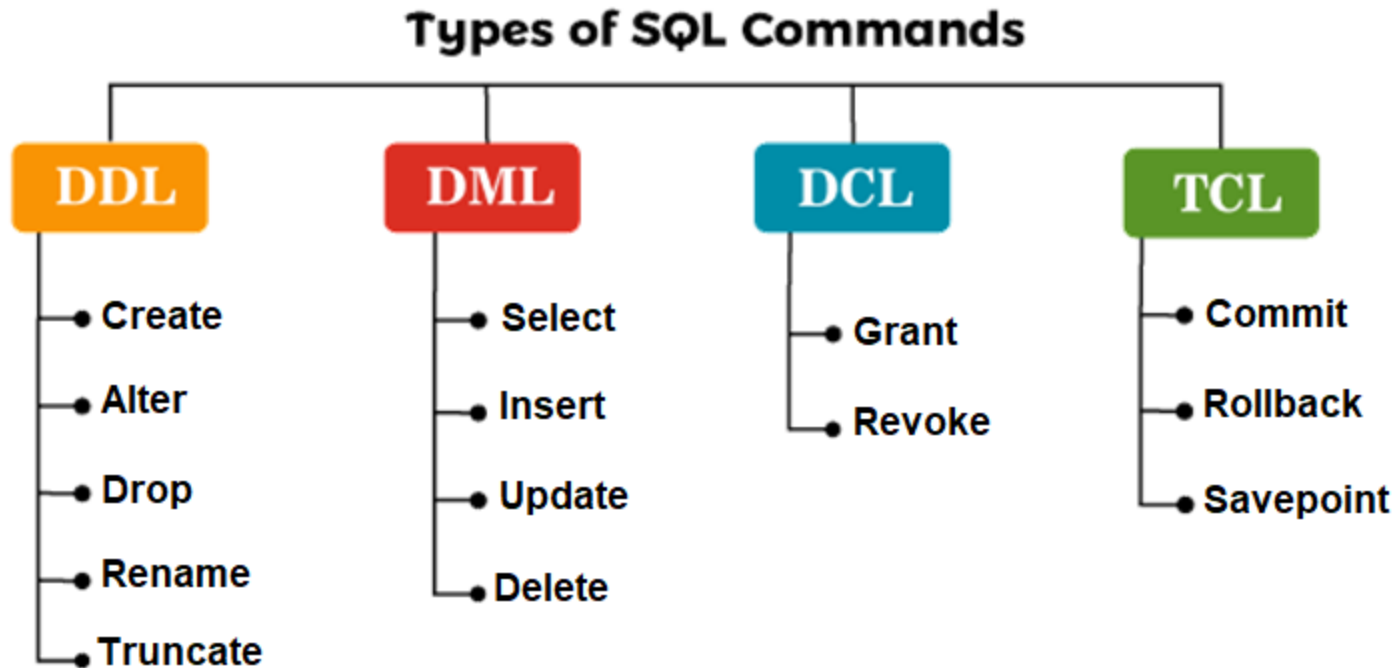 Types of SQL Commands
DDL
Create
Alter
Drop
Rename
Truncate
DML
Select
Insert
Update
Delete
DCL
Grant
Revoke
TCL
Commit
Rollback
Savepoint